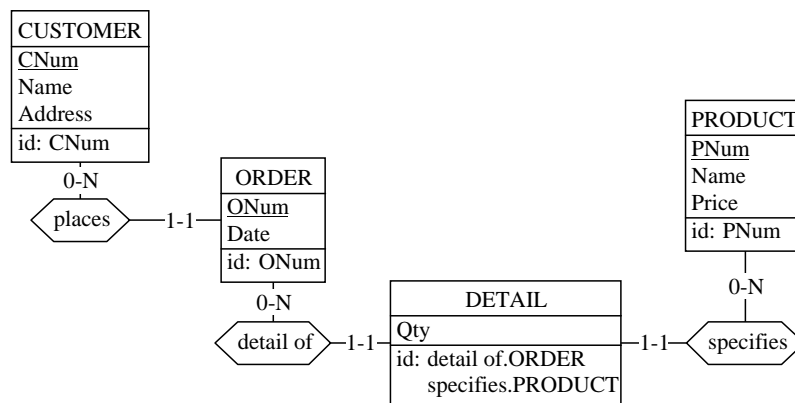 CUSTOMER
CNum
Name
Address
id: CNum
0-N
places
1-1
ORDER
ONum
Date
id: ONum
0-N
detail of
1-1
DETAIL
Qty
id: detail of.ORDER
specifies.PRODUCT
1-1
specifies
0-N
PRODUCT
PNum
Name
Price
id: PNum